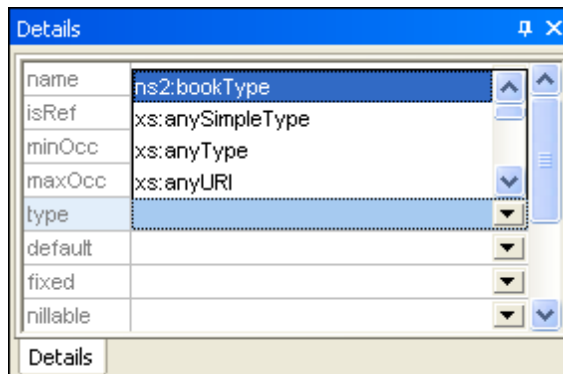 Details
name
ns2:bookType
isRef
xs:anySimpleType
minOcc
xs:anyType
maxOcc
xs:anyURI
type
default
fixed
nillable
Details